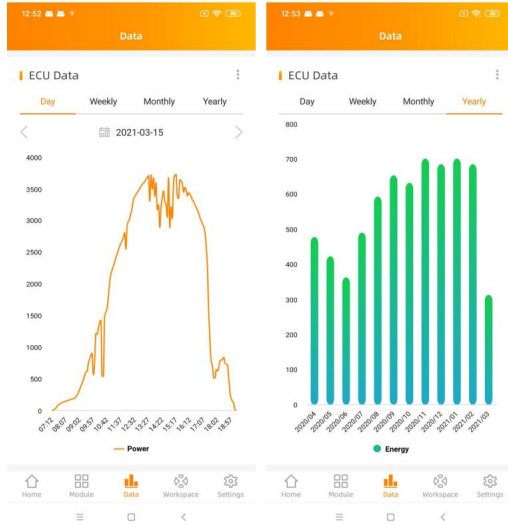 12:52
Data
ECU Data
Day Weekly Monthly Yearly
2021-03-15
4000
3500
3000
2500
2000
1500
1000
500
0
07:12 08:07 09:02 09:57 10:42 11:37 12:32 13:27 14:22 15:17 16:12 17:07 18:02 18:57
Power
Home Module Data Workspace Settings
12:53
Data
ECU Data
Day Weekly Monthly Yearly
800
700
600
500
400
300
200
100
0
2020/04 2020/05 2020/06 2020/07 2020/08 2020/09 2020/10 2020/11 2020/12 2021/01 2021/02 2021/03
Energy
Home Module Data Workspace Settings